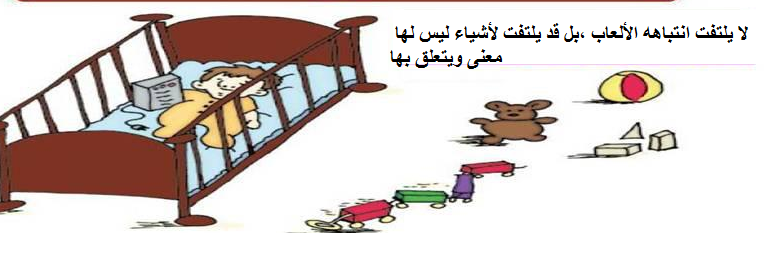 لا يلتفت انتباهه الألعاب ،بل قد يلتفت لأشياء ليس لها
معنى ويتعلق بها